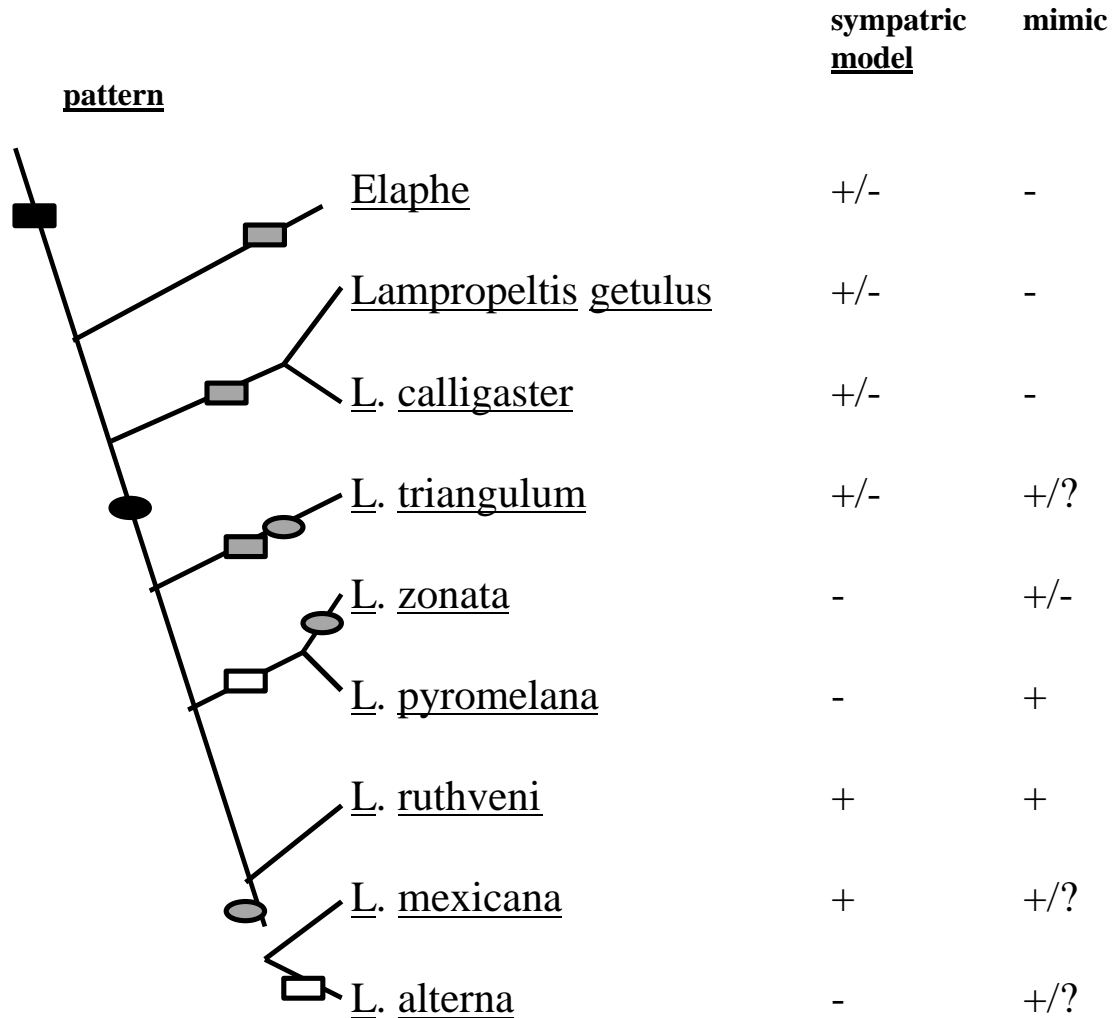 sympatric mimic
model
pattern
Elaphe +/- -
Lampropeltis getulus +/- -
L. calligaster +/- -
L. triangulum +/- +/?
L. zonata - +/-
L. pyromelana - +
L. ruthveni + +
L. mexicana + +/?
L. alterna - +/?